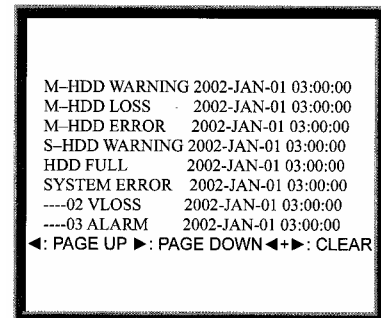 M–HDD WARNING 2002-JAN-01 03:00:00
M–HDD LOSS 2002-JAN-01 03:00:00
M–HDD ERROR 2002-JAN-01 03:00:00
S–HDD WARNING 2002-JAN-01 03:00:00
HDD FULL 2002-JAN-01 03:00:00
SYSTEM ERROR 2002-JAN-01 03:00:00
----02 VLOSS 2002-JAN-01 03:00:00
----03 ALARM 2002-JAN-01 03:00:00
◄: PAGE UP ►: PAGE DOWN ◄+►: CLEAR